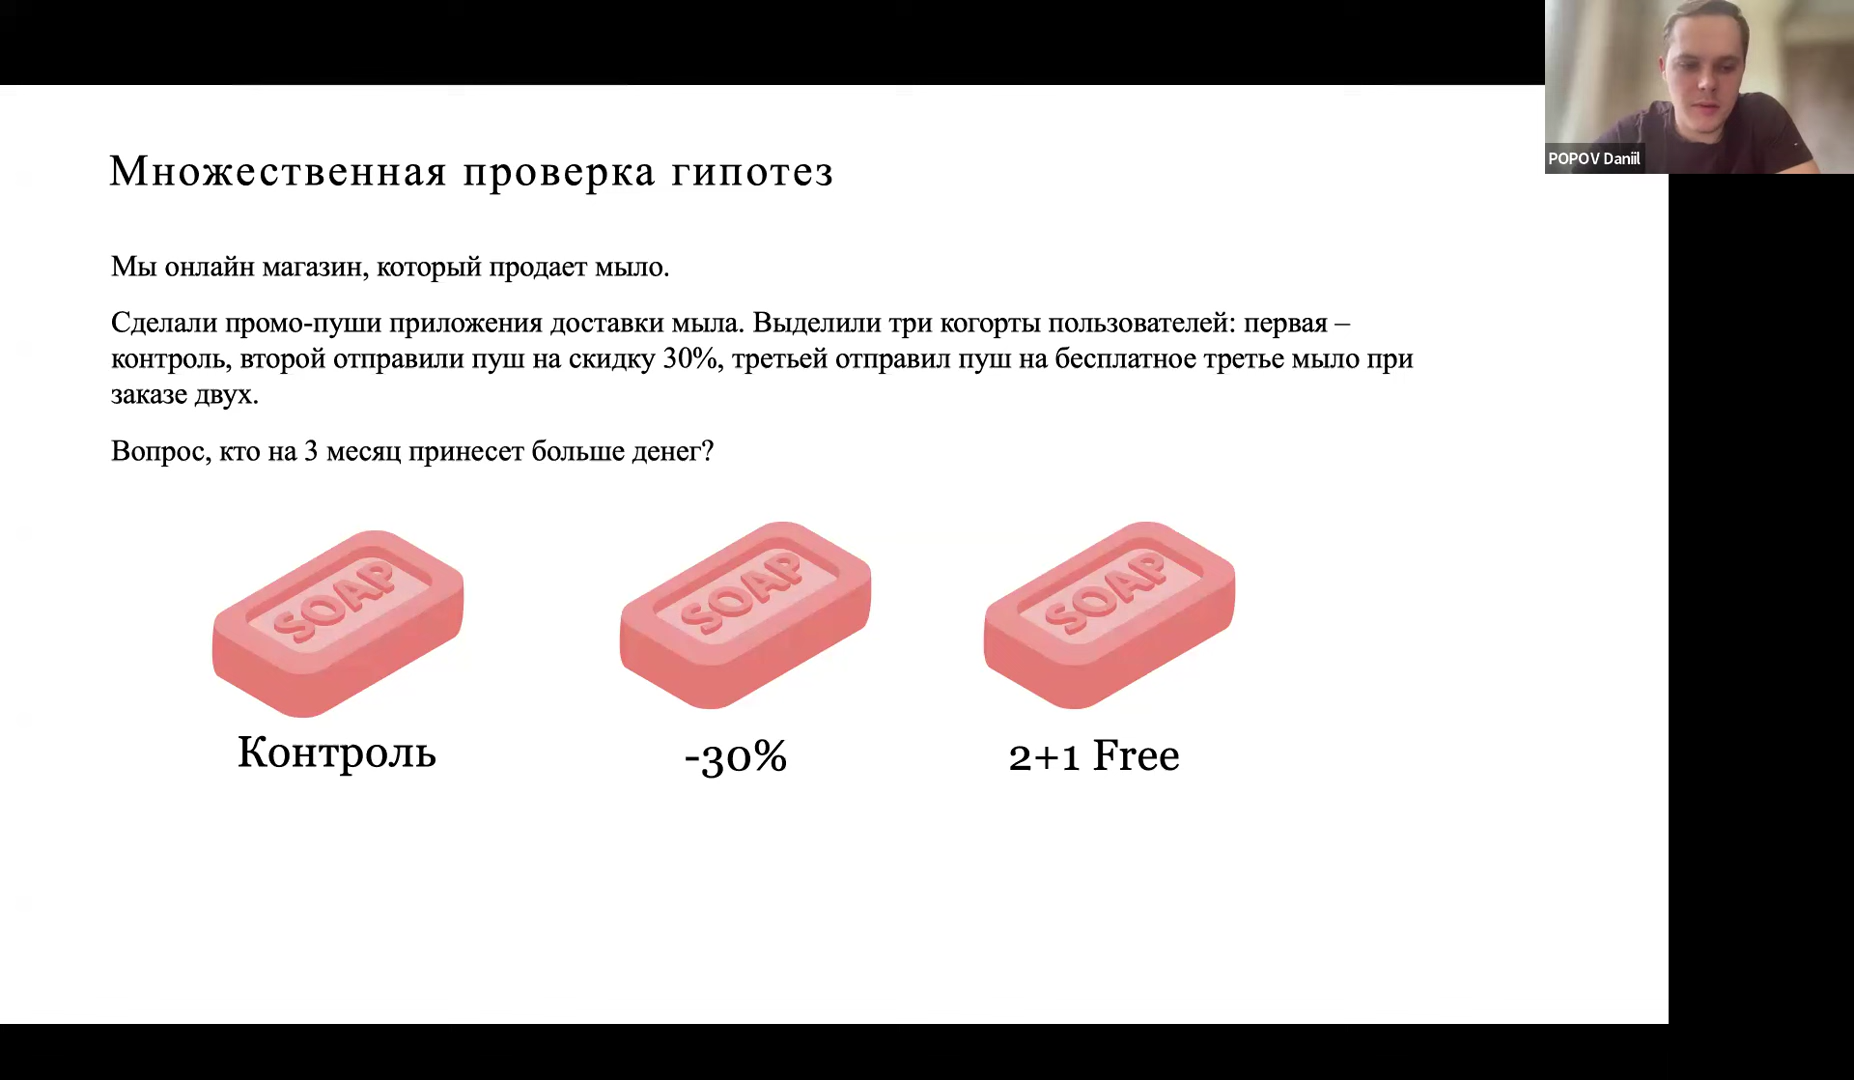 POPOV Daniil
Множественная проверка гипотез
Мы онлайн магазин, который продает мыло.
Сделали промо-пуши приложения доставки мыла. Выделили три когорты пользователей: первая –
контроль, второй отправили пуш на скидку 30%, третьей отправил пуш на бесплатное третье мыло при
заказе двух.
Вопрос, кто на 3 месяц принесет больше денег?
SOAP
SOAP
SOAP
Контроль
-30%
2+1 Free